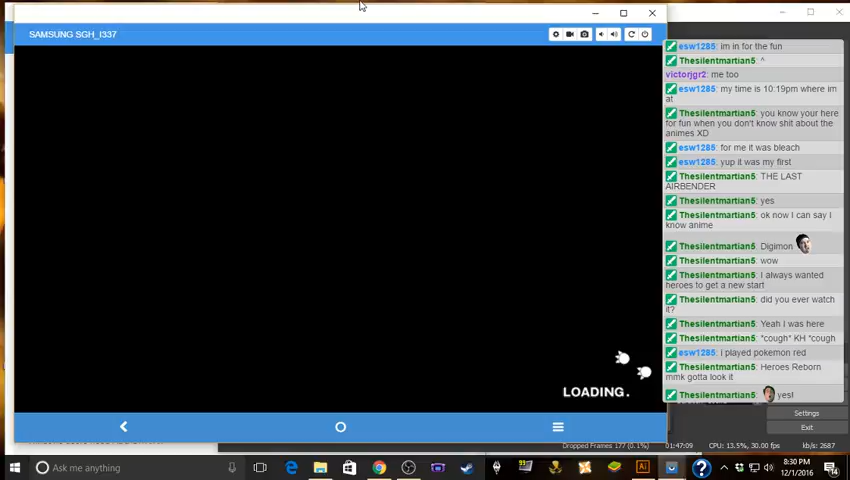 SAMSUNG SGH_I337
LOADING.
esw1285: im in for the fun
Thesilentmartian5: ^
victorjgr2: me too
esw1285: my time is 10:19pm where im
at
Thesilentmartian5: you know your here
for fun when you don't know shit about the
animes XD
esw1285: for me it was bleach
esw1285: yup it was my first
Thesilentmartian5: THE LAST
AIRBENDER
Thesilentmartian5: yes
Thesilentmartian5: ok now I can say I
know anime
Thesilentmartian5: Digimon
Thesilentmartian5: wow
Thesilentmartian5: I always wanted
heroes to get a new start
Thesilentmartian5: did you ever watch
it?
Thesilentmartian5: Yeah I was here
Thesilentmartian5: *cough* KH *cough
esw1285: i played pokemon red
Thesilentmartian5: Heroes Reborn
mmk gotta look it
Thesilentmartian5: yes!
Settings
Exit
Dropped Frames 177 (0.1%)
1:47:09
CPU: 13.5%, 30.00 fps
kb/s: 2687
Ask me anything
8:30 PM
12/1/2016